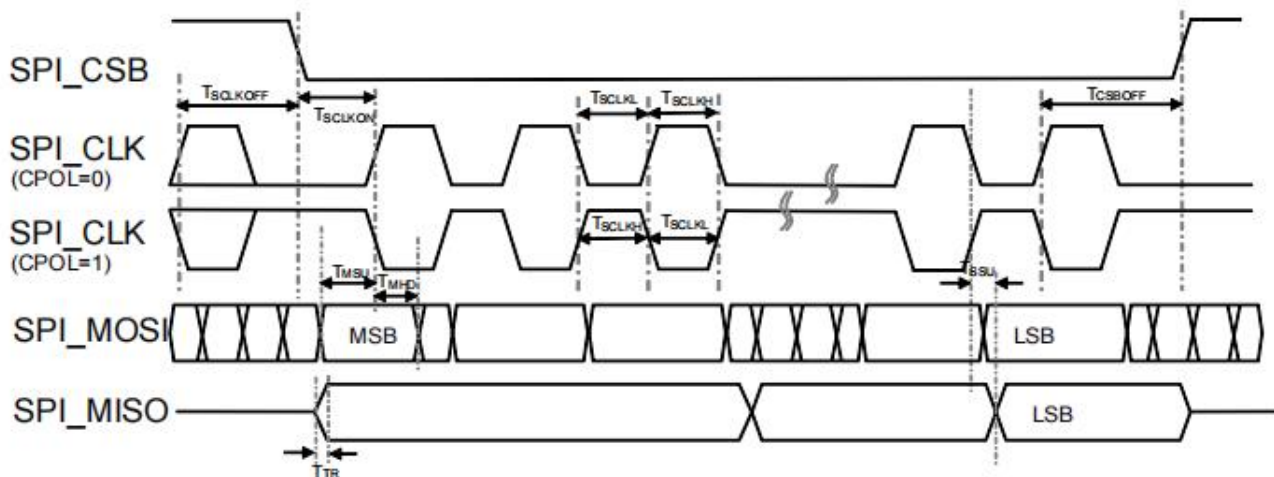 SPI_CSB
TSCLKOFF
TSCLKON
TSCLKL
TSCLKH
TCSBOFF
SPI_CLK
(CPOL=0)
SPI_CLK
(CPOL=1)
TSCLKH
TSCLKL
TMSU
TMHD
TSSU
SPI_MOSI
MSB
LSB
SPI_MISO
LSB
TTR